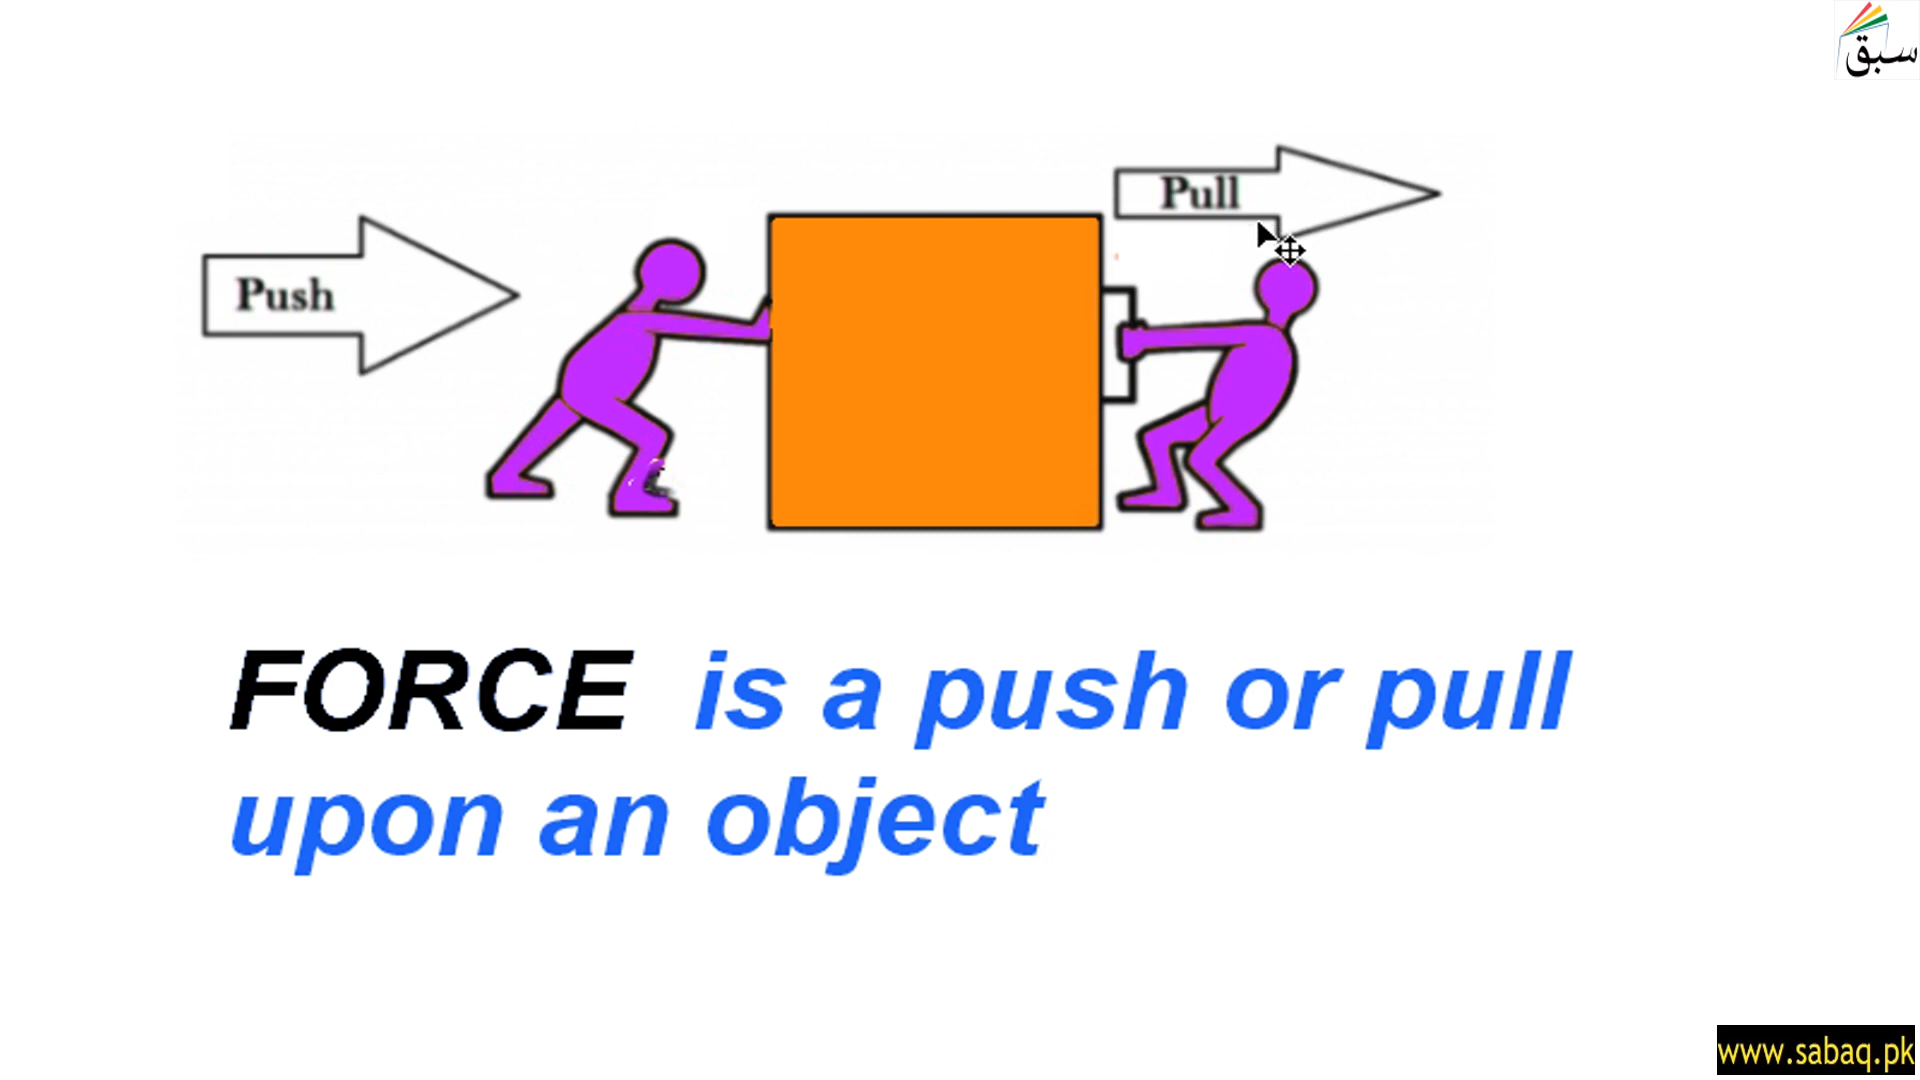 سبق
Pull
Push
FORCE is a push or pull
upon an object
www.sabaq.pk